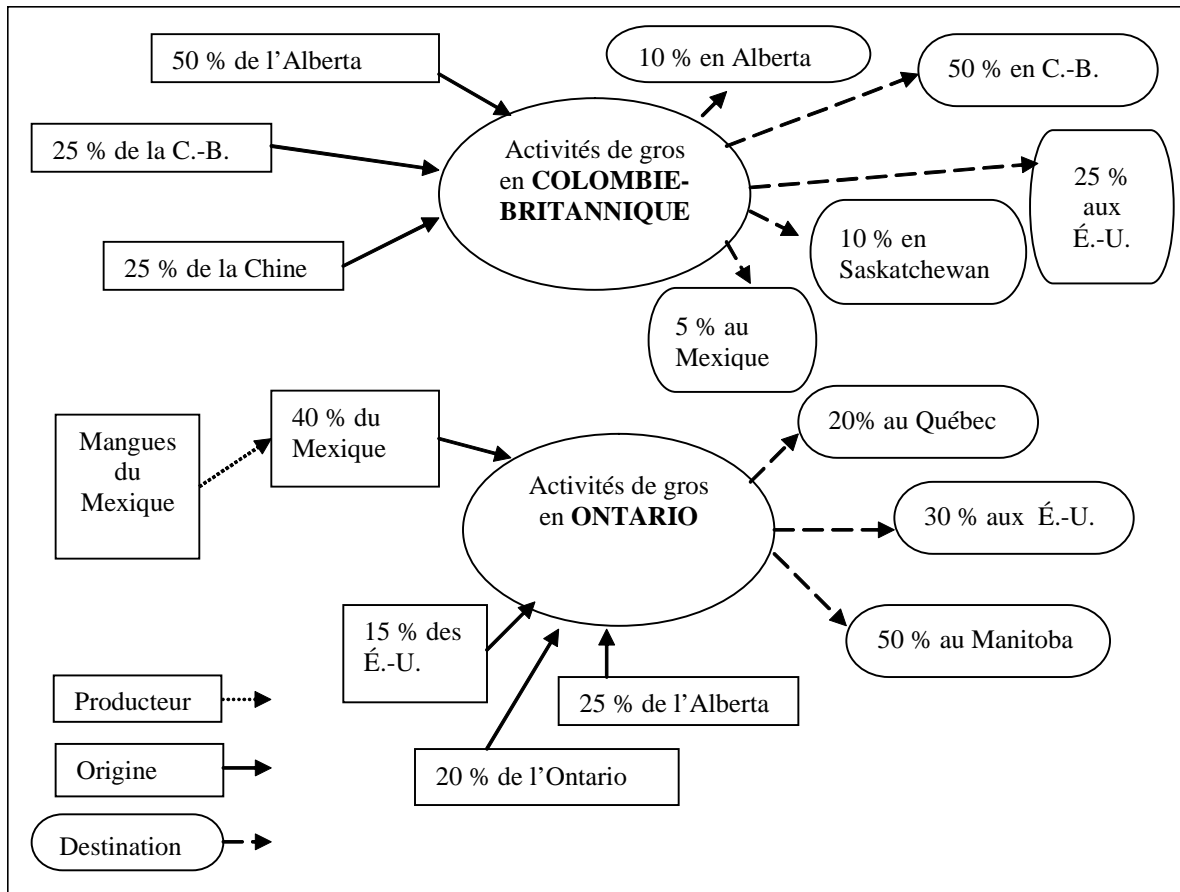 50 % de l’Alberta
25 % de la C.-B.
25 % de la Chine
Activités de gros
en COLOMBIE-
BRITANNIQUE
10 % en Alberta
50 % en C.-B.
25 %
aux
É.-U.
10 % en
Saskatchewan
5 % au
Mexique
Mangues
du
Mexique
40 % du
Mexique
Activités de gros
en ONTARIO
20% au Québec
30 % aux É.-U.
50 % au Manitoba
15 % des
É.-U.
25 % de l’Alberta
20 % de l’Ontario
Producteur
Origine
Destination